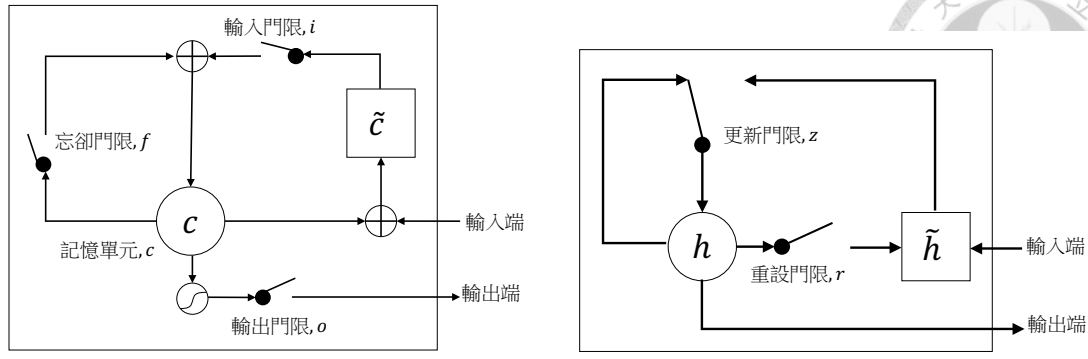 輸入門限, i
c̃
忘卻門限, f
c
輸入端
記憶單元, c
輸出端
輸出門限, o
大
更新門限, z
h
h̃
輸入端
重設門限, r
輸出端